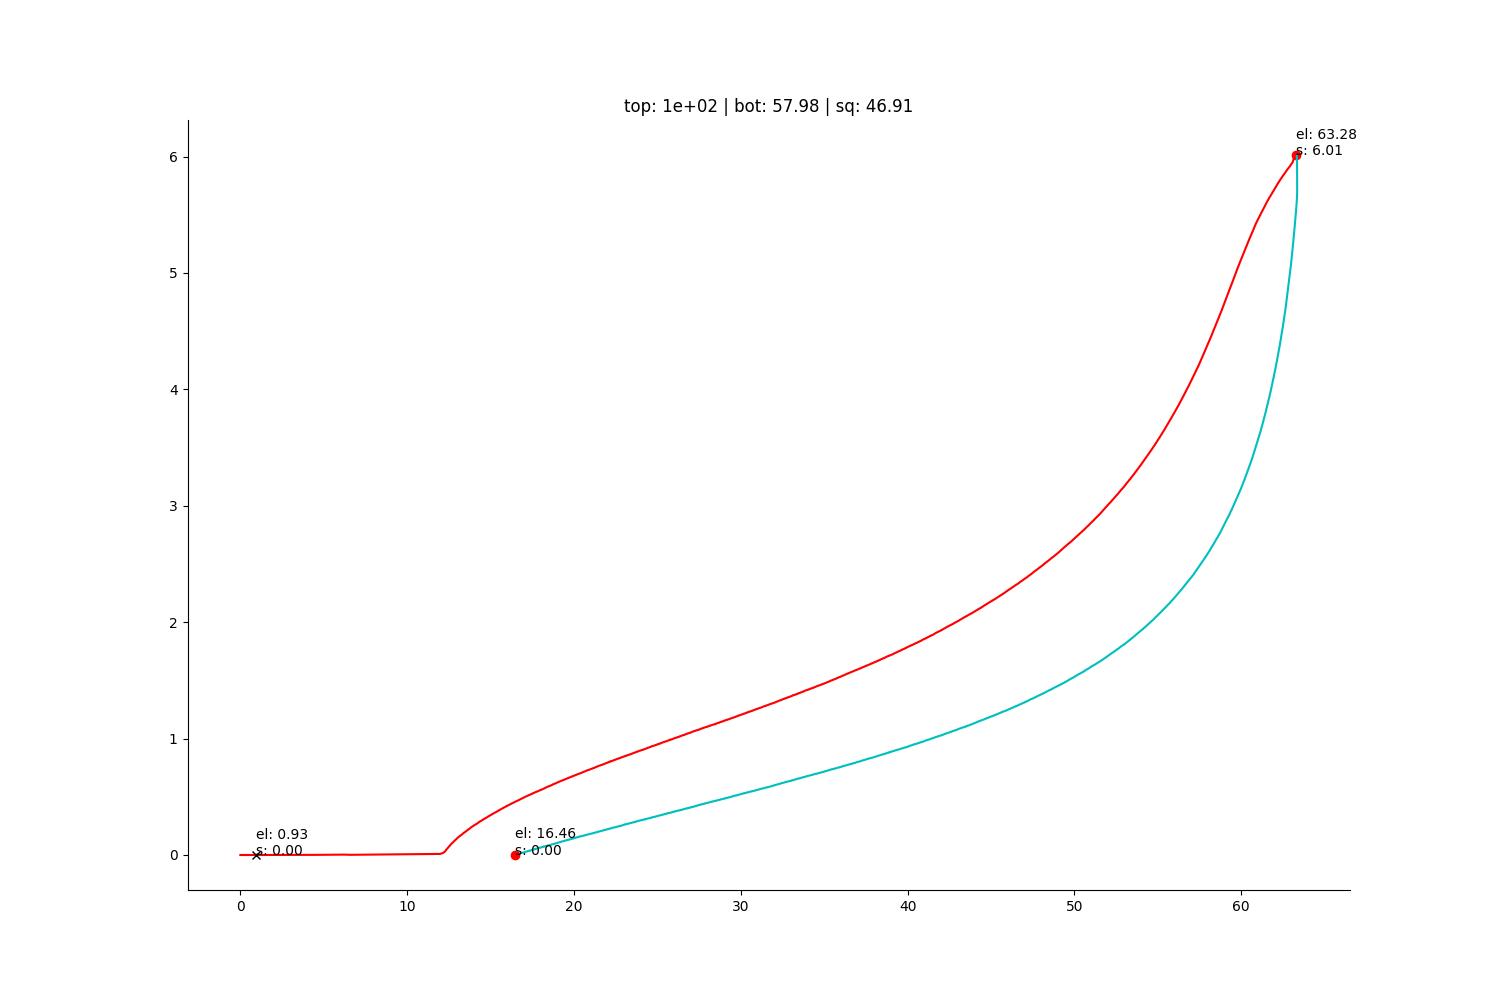 top: 1e+02 | bot: 57.98 | sq: 46.91
el: 63.28
s: 6.01
6
5
4
3
2
1
0
el: 0.93
s: 0.00
el: 16.46
s: 0.00
0 10 20 30 40 50 60